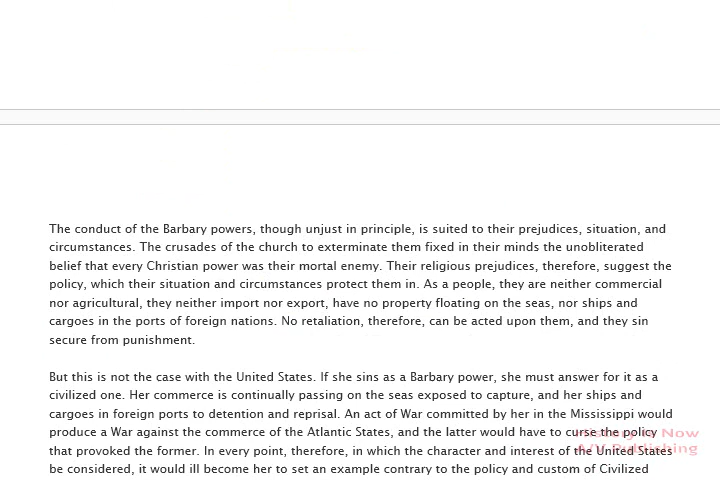 The conduct of the Barbary powers, though unjust in principle, is suited to their prejudices, situation, and
circumstances. The crusades of the church to exterminate them fixed in their minds the unobliterated
belief that every Christian power was their mortal enemy. Their religious prejudices, therefore, suggest the
policy, which their situation and circumstances protect them in. As a people, they are neither commercial
nor agricultural, they neither import nor export, have no property floating on the seas, nor ships and
cargoes in the ports of foreign nations. No retaliation, therefore, can be acted upon them, and they sin
secure from punishment.
But this is not the case with the United States. If she sins as a Barbary power, she must answer for it as a
civilized one. Her commerce is continually passing on the seas exposed to capture, and her ships and
cargoes in foreign ports to detention and reprisal. An act of War committed by her in the Mississippi would
produce a War against the commerce of the Atlantic States, and the latter would have to curse the policy
that provoked the former. In every point, therefore, in which the character and interest of the United States
be considered, it would ill become her to set an example contrary to the policy and custom of Civilized
History Is Now
A/V Publishing